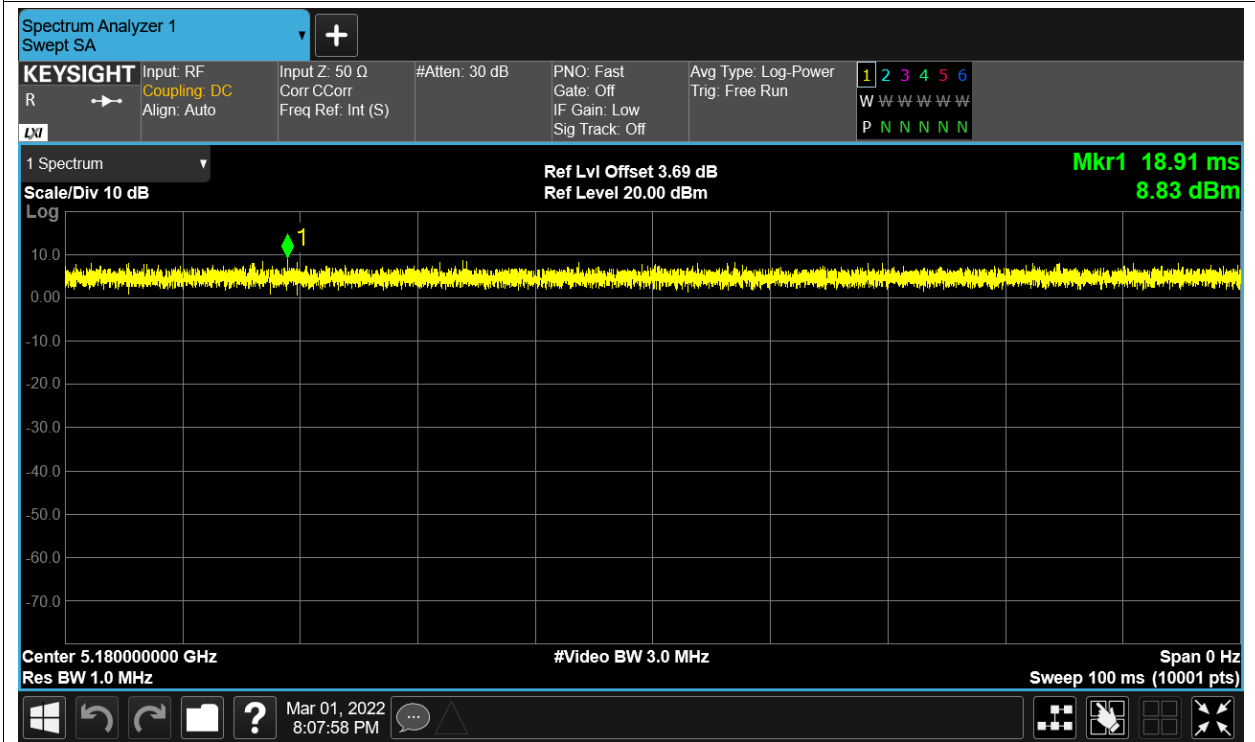 Spectrum Analyzer 1
Swept SA
KEYSIGHT
R
LXI
Input: RF
Coupling: DC
Align: Auto
Input Z: 50 Ω
Corr CCorr
Freq Ref: Int (S)
#Atten: 30 dB
PNO: Fast
Gate: Off
IF Gain: Low
Sig Track: Off
Avg Type: Log-Power
Trig: Free Run
1 2 3 4 5 6
W W W W W W
P N N N N N
1 Spectrum
Scale/Div 10 dB
Log
Ref Lvl Offset 3.69 dB
Ref Level 20.00 dBm
Mkr1 18.91 ms
8.83 dBm
1
10.0
0.00
-10.0
-20.0
-30.0
-40.0
-50.0
-60.0
-70.0
Center 5.180000000 GHz
Res BW 1.0 MHz
#Video BW 3.0 MHz
Span 0 Hz
Sweep 100 ms (10001 pts)
?
Mar 01, 2022
8:07:58 PM